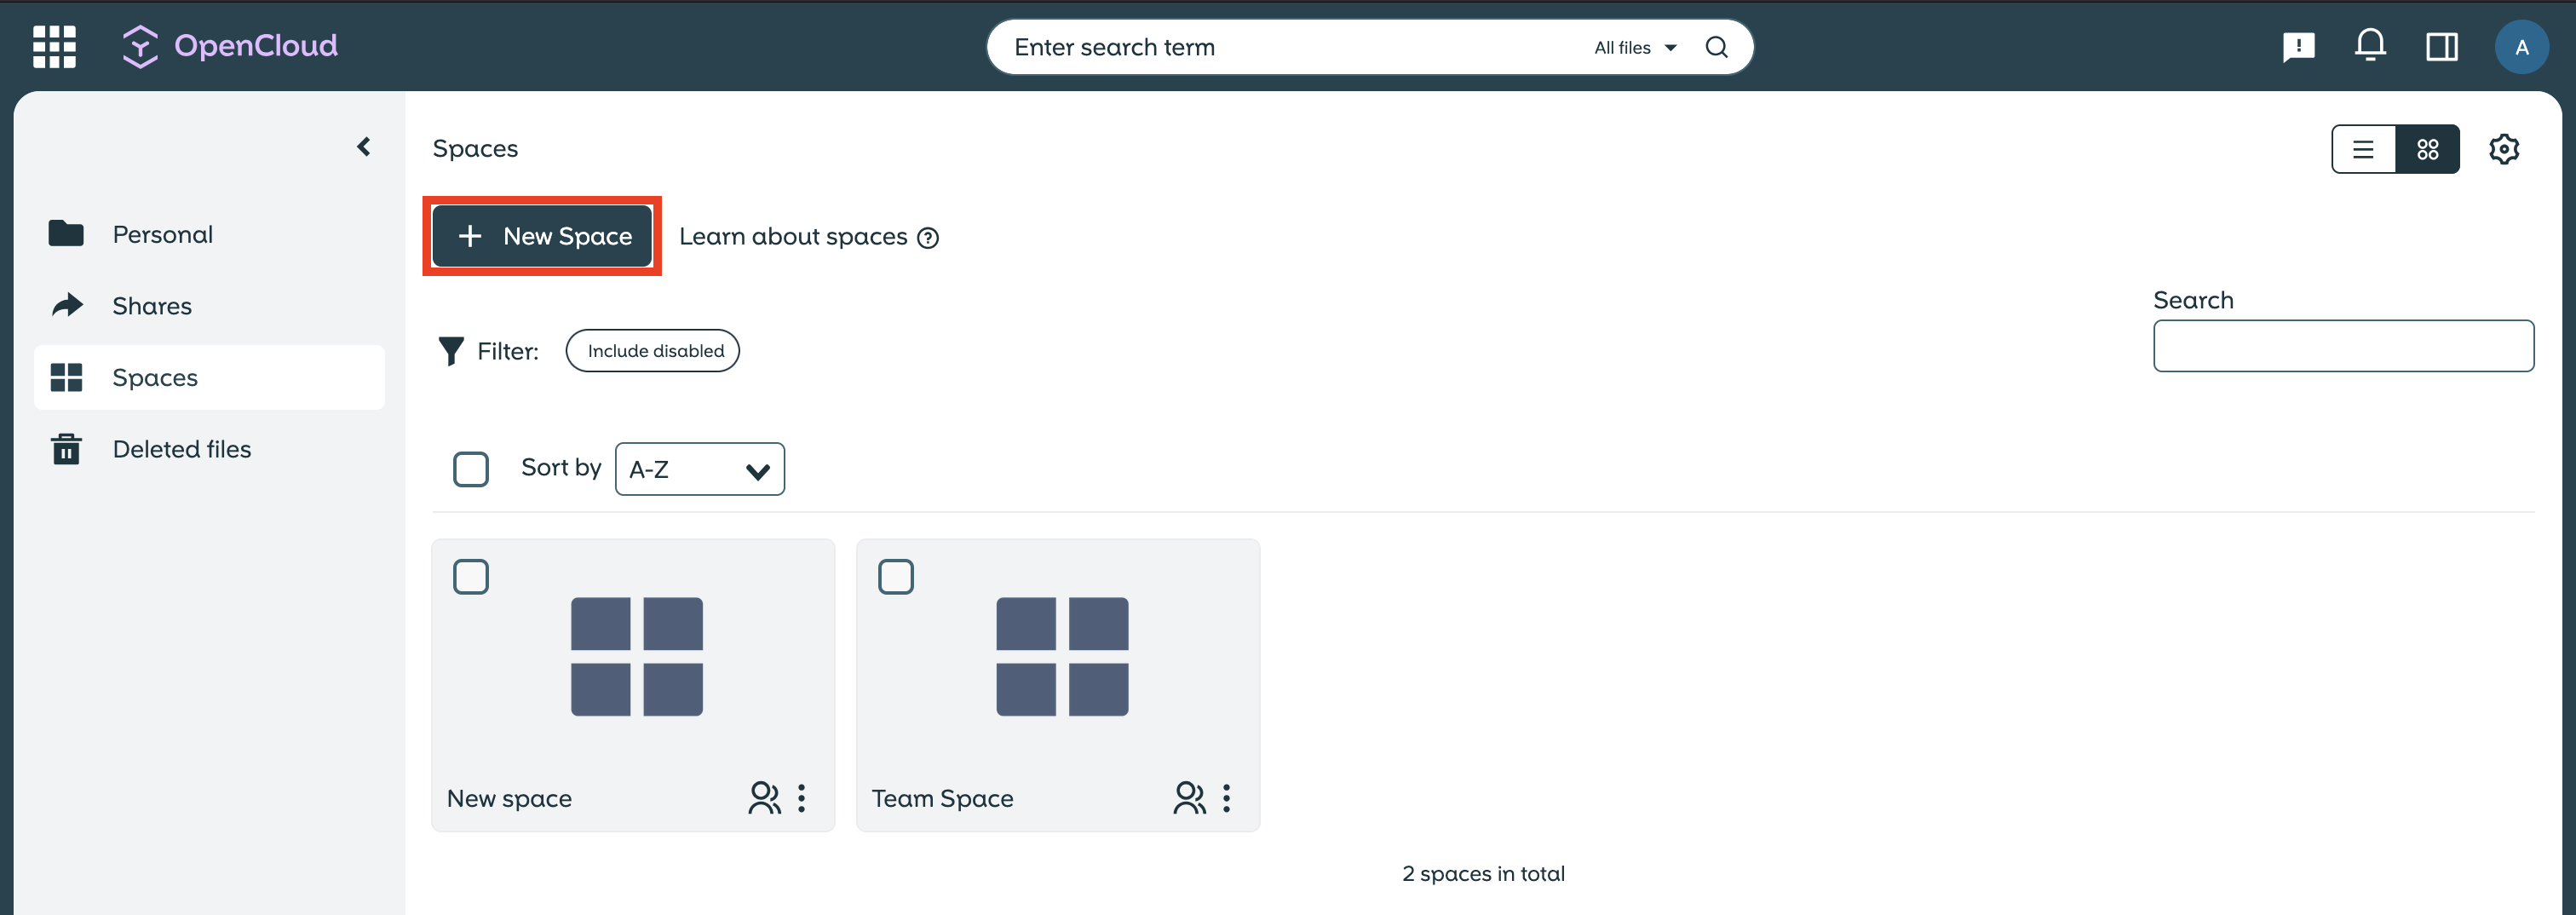 OpenCloud
Enter search term
All files
A
Spaces
Personal
Shares
Spaces
Deleted files
+ New Space
Learn about spaces
Search
Filter:
Include disabled
Sort by
A-Z
New space
Team Space
2 spaces in total